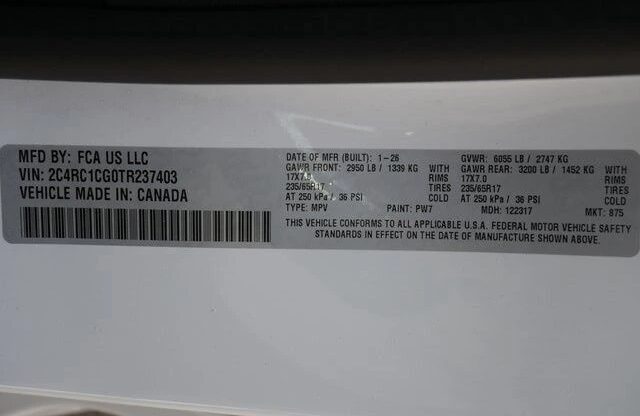 MFD BY: FCA US LLC
VIN: 2C4RC1CG0TR237403
VEHICLE MADE IN: CANADA
DATE OF MFR (BUILT): 1-26 GVWR: 6055 LB / 2747 KG
GAWR FRONT: 2950 LB / 1339 KG WITH GAWR REAR: 3200 LB / 1452 KG WITH
17X7.0 RIMS 17X7.0 RIMS
235/65R17 TIRES 235/65R17 TIRES
AT 250 kPa / 36 PSI COLD AT 250 kPa / 36 PSI COLD
TYPE: MPV PAINT: PW7 MDH: 122317 MKT: 875
THIS VEHICLE CONFORMS TO ALL APPLICABLE U.S.A. FEDERAL MOTOR VEHICLE SAFETY
STANDARDS IN EFFECT ON THE DATE OF MANUFACTURE SHOWN ABOVE.